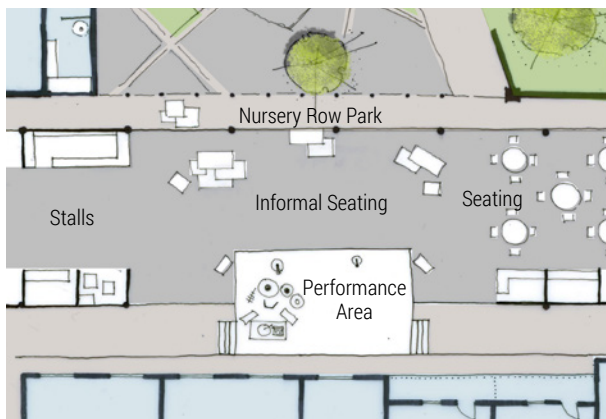 Nursery Row Park
Stalls
Informal Seating
Seating
Performance
Area